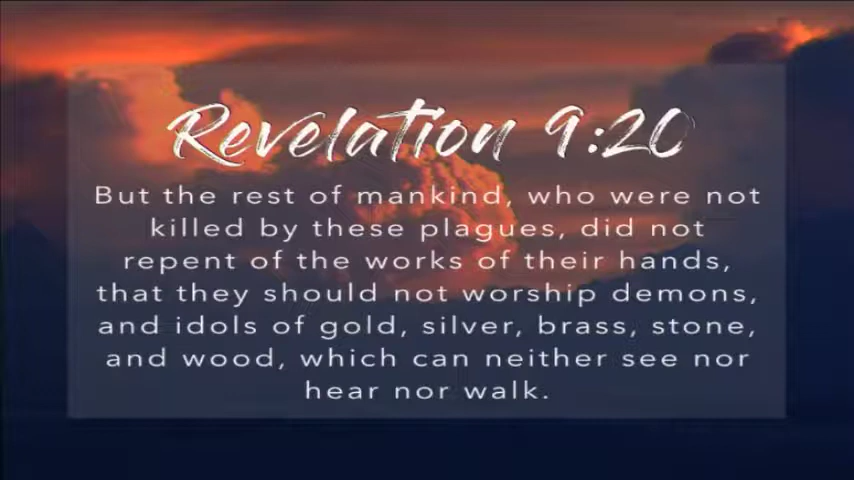 Revelation 9:20
But the rest of mankind, who were not
killed by these plagues, did not
repent of the works of their hands,
that they should not worship demons,
and idols of gold, silver, brass, stone,
and wood, which can neither see nor
hear nor walk.